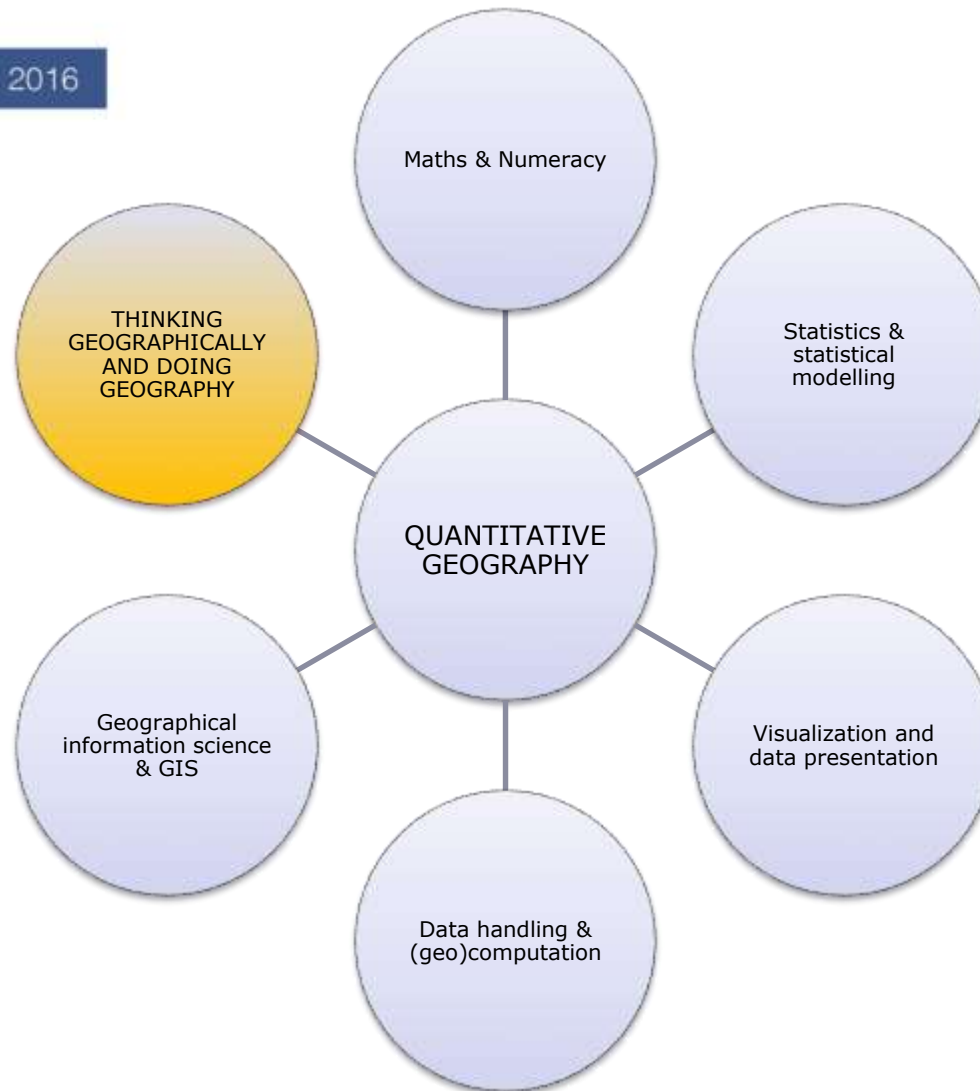 2016
Maths & Numeracy
THINKING
GEOGRAPHICALLY
AND DOING
GEOGRAPHY
Statistics &
statistical
modelling
QUANTITATIVE
GEOGRAPHY
Geographical
information science
& GIS
Visualization and
data presentation
Data handling &
(geo)computation